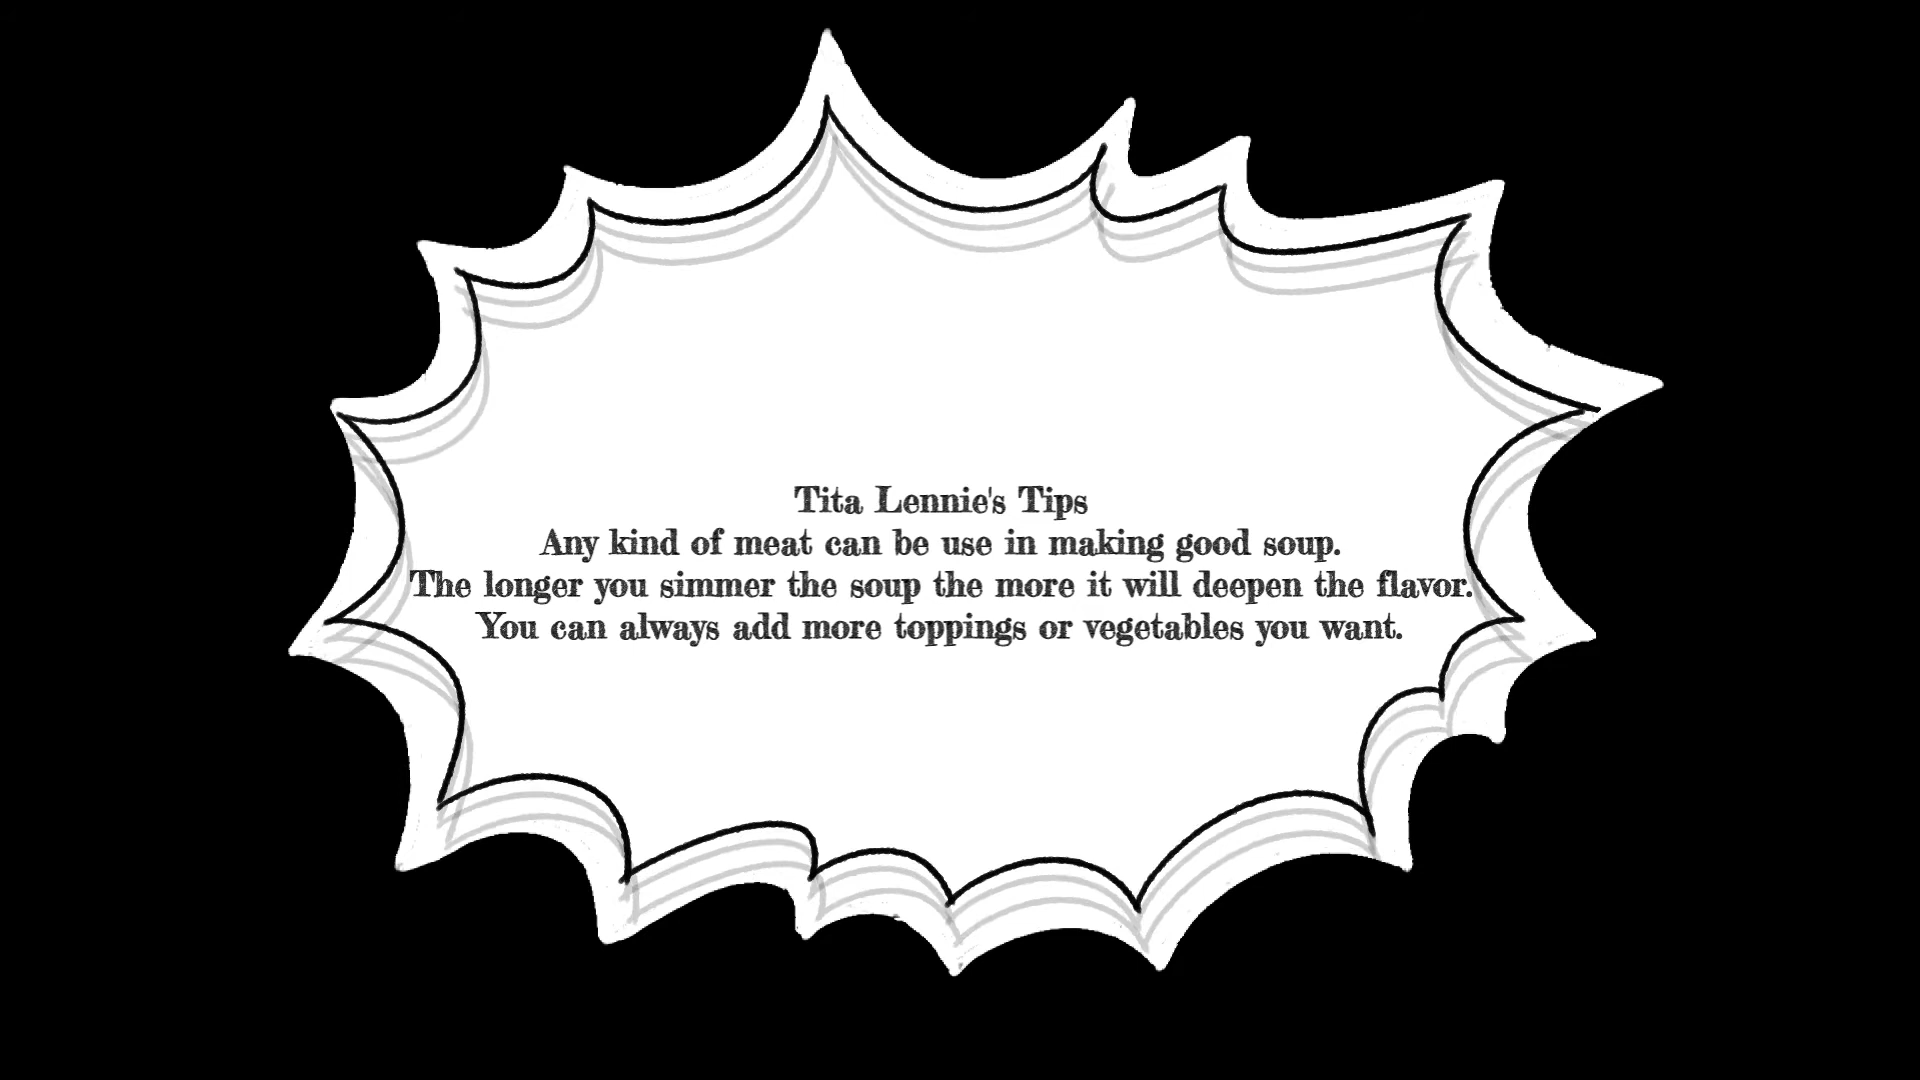 Tita Lennie's Tips
Any kind of meat can be use in making good soup.
The longer you simmer the soup the more it will deepen the flavor.
You can always add more toppings or vegetables you want.